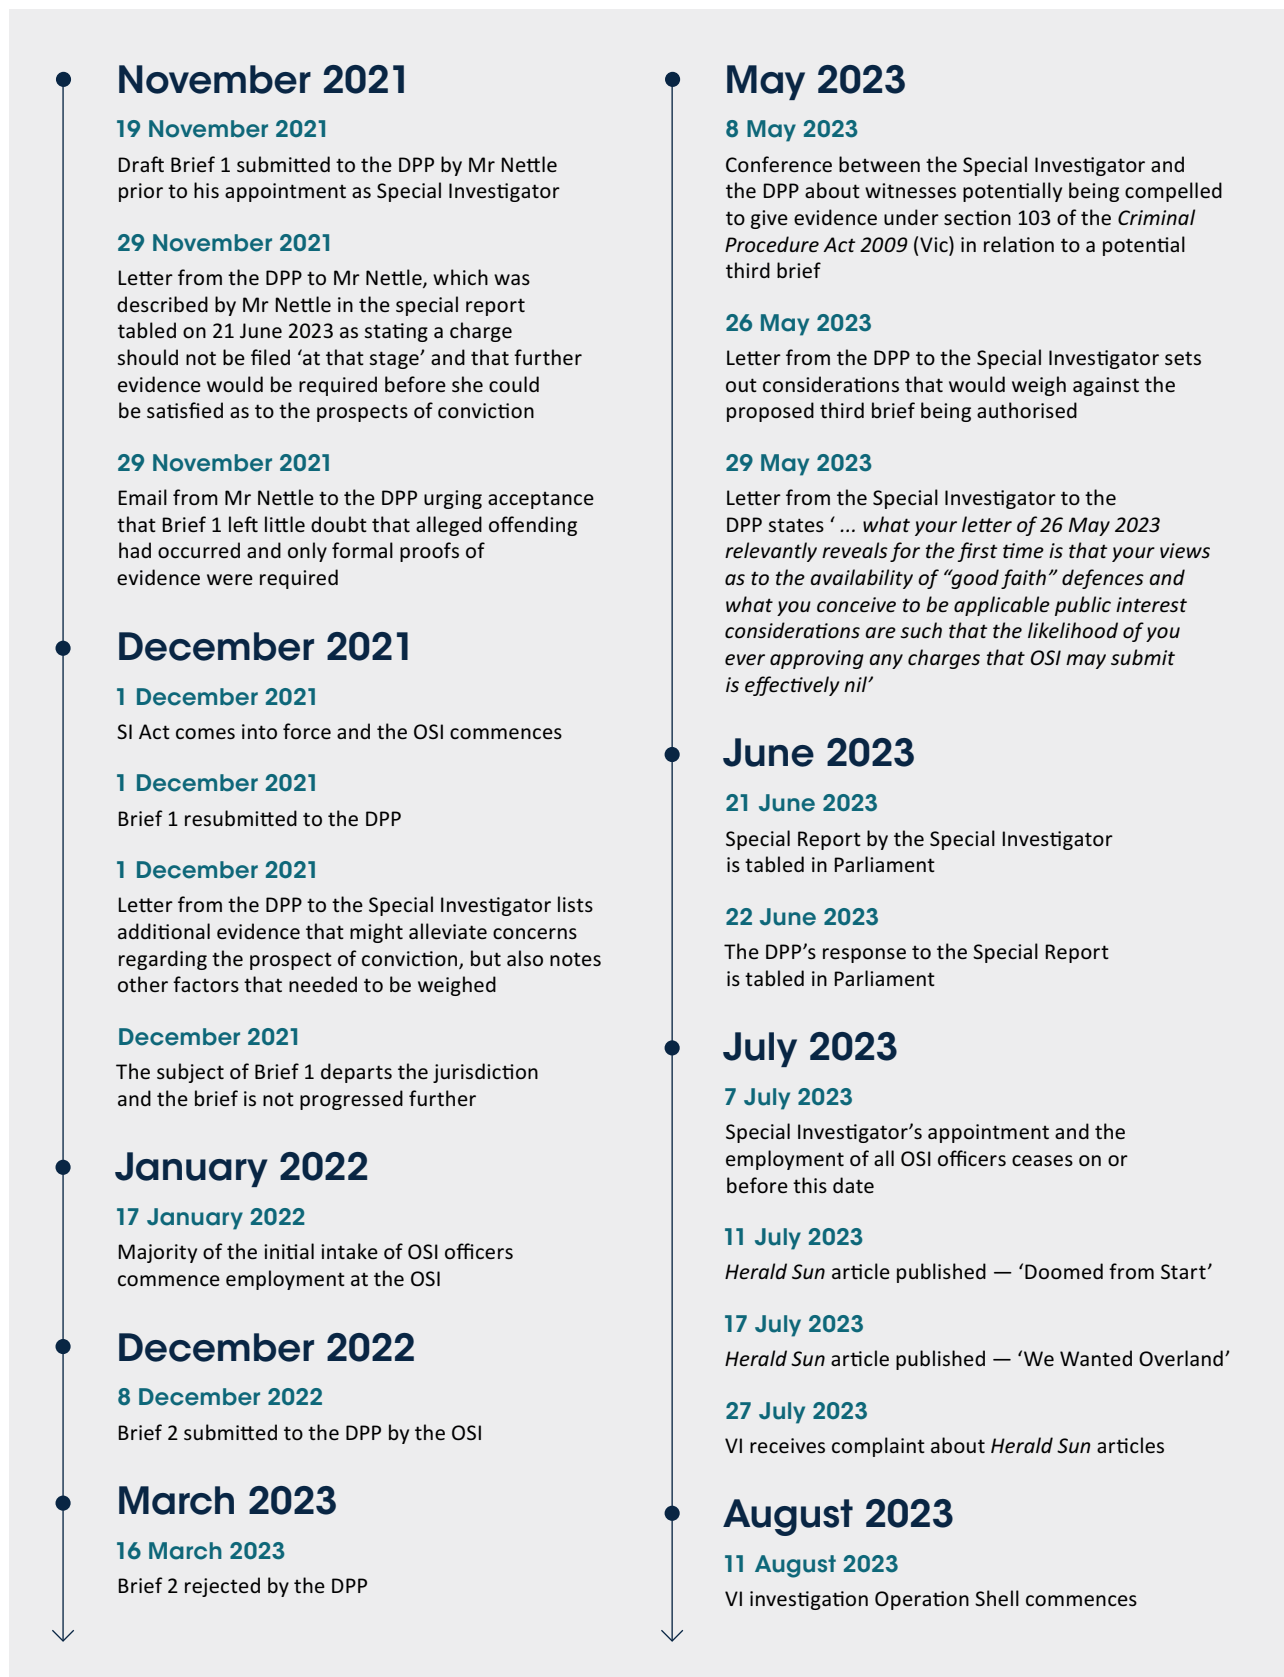 November 2021
19 November 2021
Draft Brief 1 submitted to the DPP by Mr Nettle
prior to his appointment as Special Investigator
29 November 2021
Letter from the DPP to Mr Nettle, which was
described by Mr Nettle in the special report
tabled on 21 June 2023 as stating a charge
should not be filed ‘at that stage’ and that further
evidence would be required before she could
be satisfied as to the prospects of conviction
29 November 2021
Email from Mr Nettle to the DPP urging acceptance
that Brief 1 left little doubt that alleged offending
had occurred and only formal proofs of
evidence were required
December 2021
1 December 2021
SI Act comes into force and the OSI commences
1 December 2021
Brief 1 resubmitted to the DPP
1 December 2021
Letter from the DPP to the Special Investigator lists
additional evidence that might alleviate concerns
regarding the prospect of conviction, but also notes
other factors that needed to be weighed
December 2021
The subject of Brief 1 departs the jurisdiction
and the brief is not progressed further
January 2022
17 January 2022
Majority of the initial intake of OSI officers
commence employment at the OSI
December 2022
8 December 2022
Brief 2 submitted to the DPP by the OSI
March 2023
16 March 2023
Brief 2 rejected by the DPP
May 2023
8 May 2023
Conference between the Special Investigator and
the DPP about witnesses potentially being compelled
to give evidence under section 103 of the Criminal
Procedure Act 2009 (Vic) in relation to a potential
third brief
26 May 2023
Letter from the DPP to the Special Investigator sets
out considerations that would weigh against the
proposed third brief being authorised
29 May 2023
Letter from the Special Investigator to the
DPP states ‘ ... what your letter of 26 May 2023
relevantly reveals for the first time is that your views
as to the availability of “good faith” defences and
what you conceive to be applicable public interest
considerations are such that the likelihood of you
ever approving any charges that OSI may submit
is effectively nil’
June 2023
21 June 2023
Special Report by the Special Investigator
is tabled in Parliament
22 June 2023
The DPP’s response to the Special Report
is tabled in Parliament
July 2023
7 July 2023
Special Investigator’s appointment and the
employment of all OSI officers ceases on or
before this date
11 July 2023
Herald Sun article published — ‘Doomed from Start’
17 July 2023
Herald Sun article published — ‘We Wanted Overland’
27 July 2023
VI receives complaint about Herald Sun articles
August 2023
11 August 2023
VI investigation Operation Shell commences